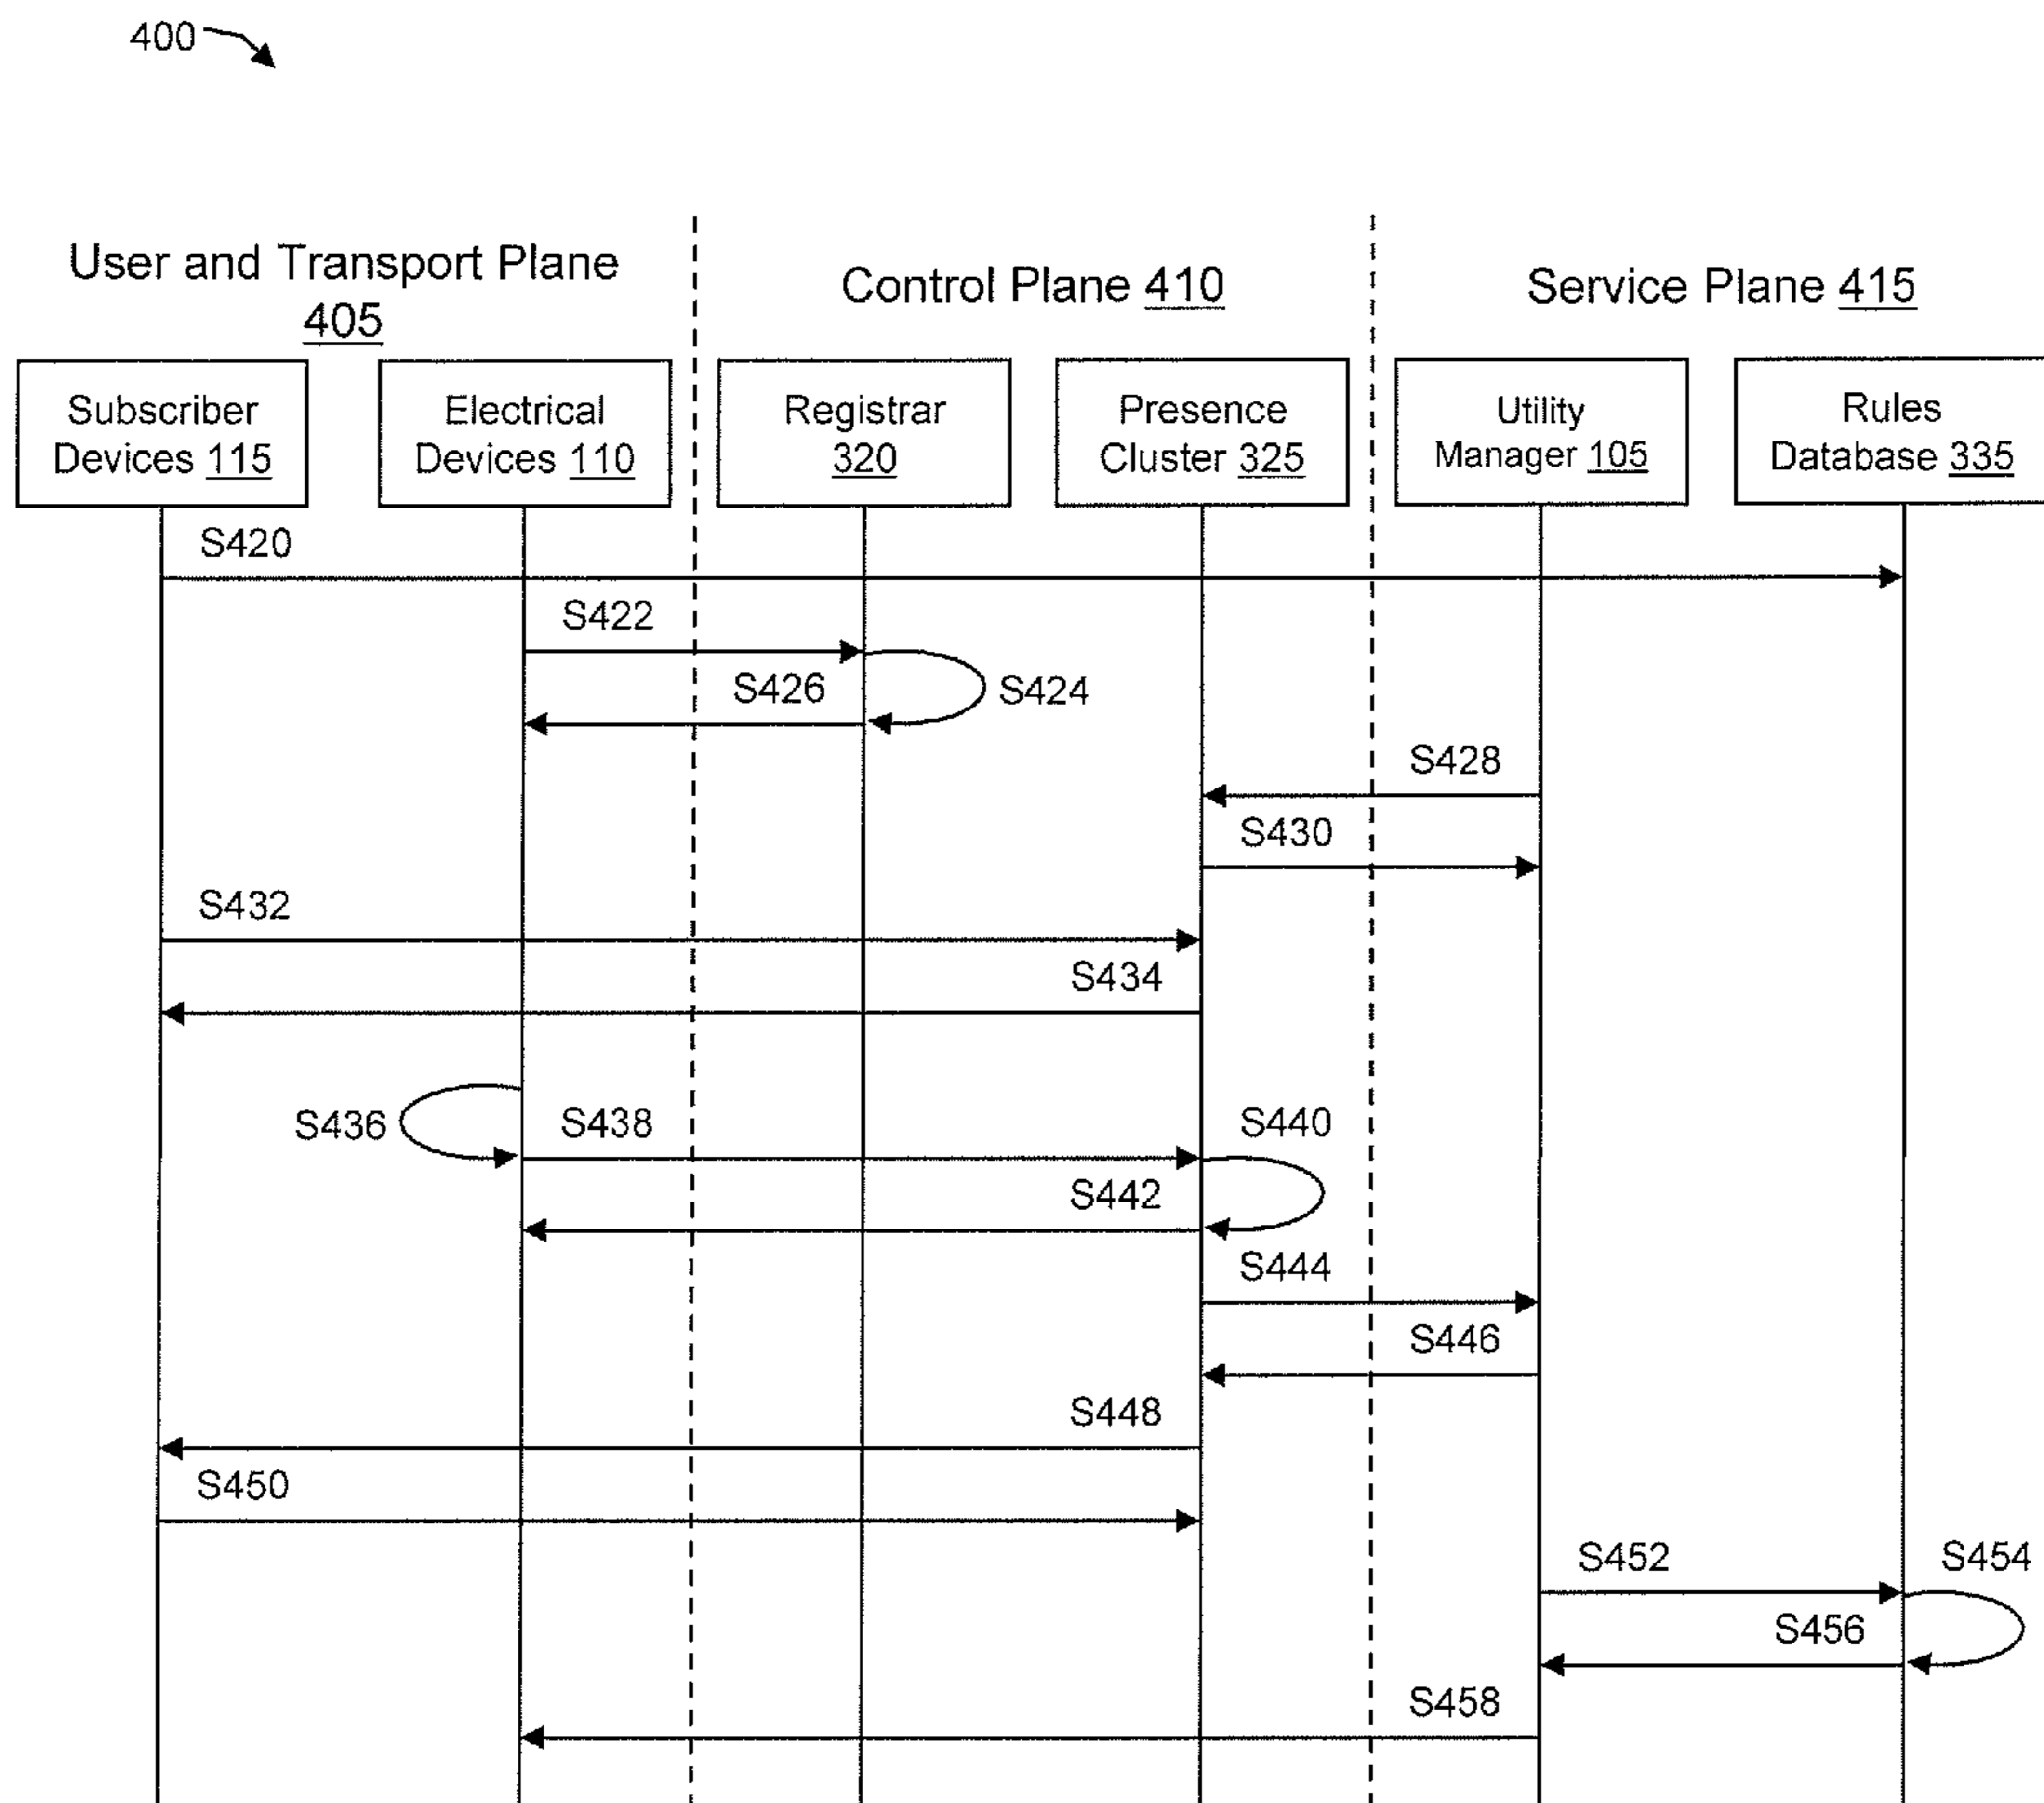 400
User and Transport Plane
405
Control Plane 410
Service Plane 415
Subscriber
Devices 115
Electrical
Devices 110
Registrar
320
Presence
Cluster 325
Utility
Manager 105
Rules
Database 335
S420
S422
S426
S424
S428
S430
S432
S434
S436
S438
S440
S442
S444
S446
S448
S450
S452
S454
S456
S458